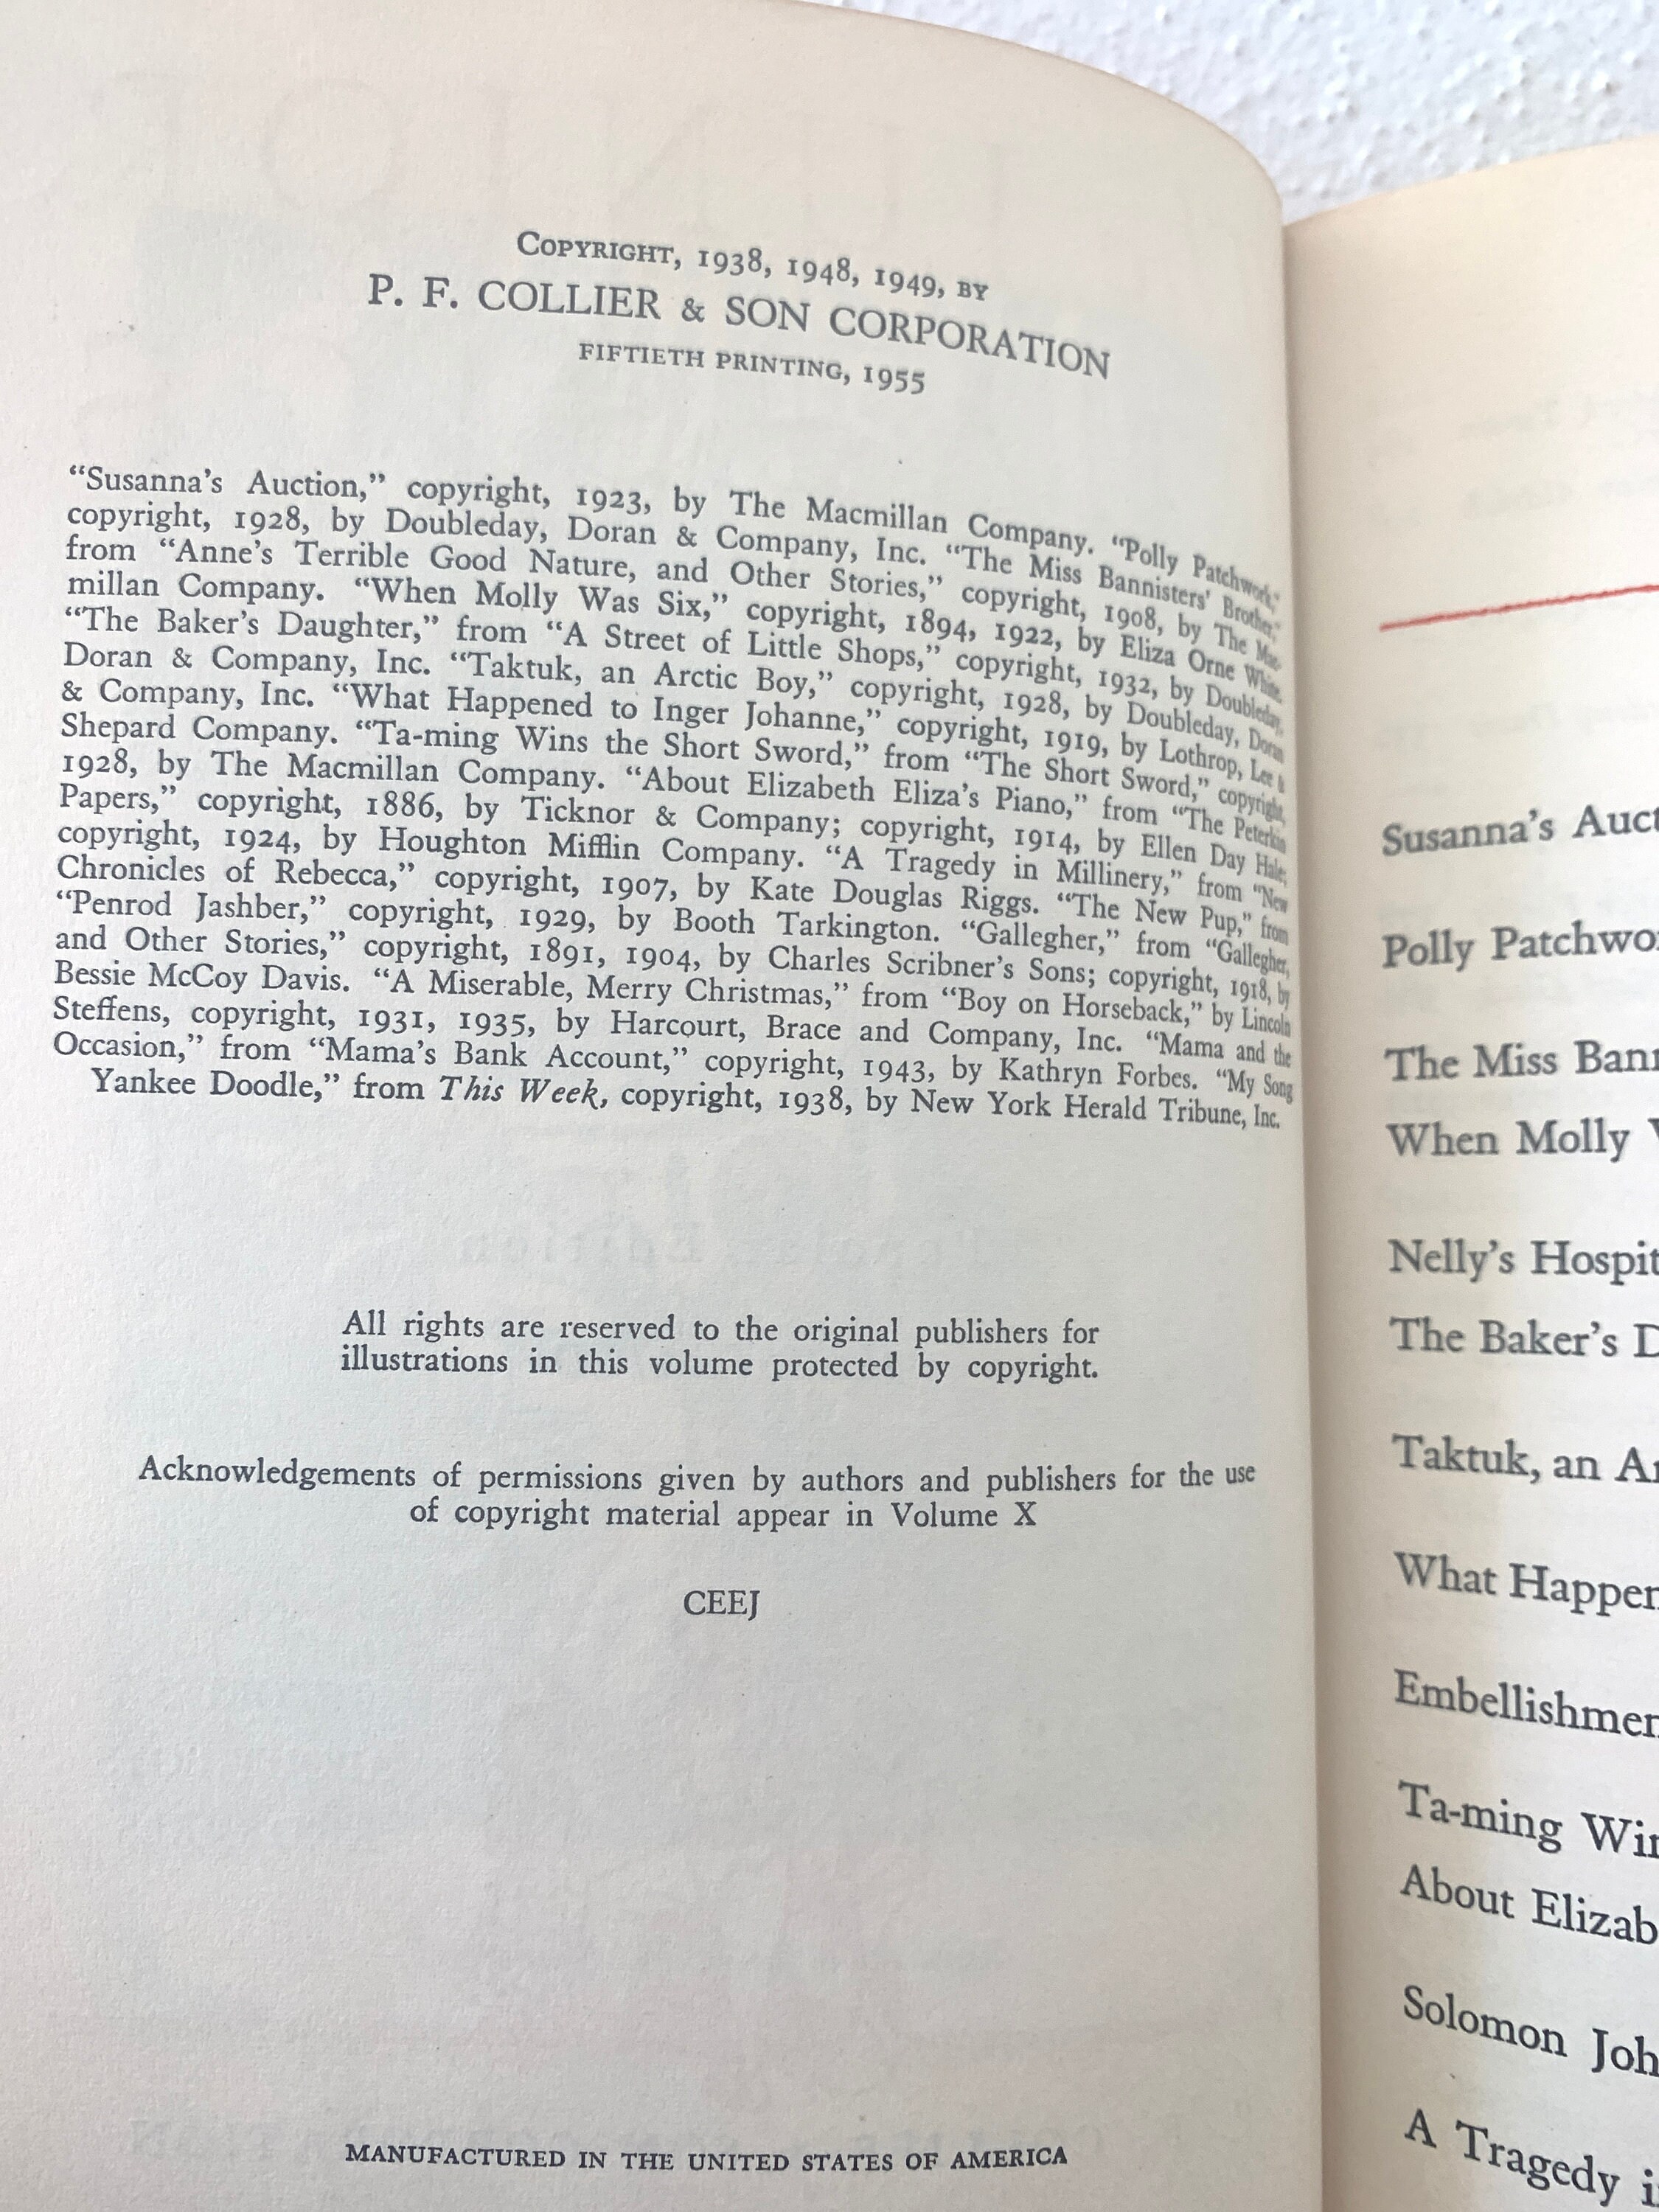 COPYRIGHT, 1938, 1948, 1949, BY
P. F. COLLIER & SON CORPORATION
FIFTIETH PRINTING, 1955
“Susanna’s Auction,” copyright, 1923, by The Macmillan Company. “Polly Patchwork,”
copyright, 1928, by Doubleday, Doran & Company, Inc. “The Miss Bannisters’ Brother,”
from “Anne’s Terrible Good Nature, and Other Stories,” copyright, 1908, by The Mac-
millan Company. “When Molly Was Six,” copyright, 1894, 1922, by Eliza Orne White.
“The Baker’s Daughter,” from “A Street of Little Shops,” copyright, 1932, by Doubleday,
Doran & Company, Inc. “Taktuk, an Arctic Boy,” copyright, 1928, by Doubleday, Doran
& Company, Inc. “What Happened to Inger Johanne,” copyright, 1919, by Lothrop, Lee &
Shepard Company. “Ta-ming Wins the Short Sword,” from “The Short Sword,” copyright,
1928, by The Macmillan Company. “About Elizabeth Eliza’s Piano,” from “The Peterkin
Papers,” copyright, 1886, by Ticknor & Company; copyright, 1914, by Ellen Day Hale;
copyright, 1924, by Houghton Mifflin Company. “A Tragedy in Millinery,” from “New
Chronicles of Rebecca,” copyright, 1907, by Kate Douglas Riggs. “The New Pup,” from
“Penrod Jashber,” copyright, 1929, by Booth Tarkington. “Gallegher,” from “Gallegher,
and Other Stories,” copyright, 1891, 1904, by Charles Scribner’s Sons; copyright, 1918, by
Bessie McCoy Davis. “A Miserable, Merry Christmas,” from “Boy on Horseback,” by Lincoln
Steffens, copyright, 1931, 1935, by Harcourt, Brace and Company, Inc. “Mama and the
Occasion,” from “Mama’s Bank Account,” copyright, 1943, by Kathryn Forbes. “My Song
Yankee Doodle,” from This Week, copyright, 1938, by New York Herald Tribune, Inc.
All rights are reserved to the original publishers for
illustrations in this volume protected by copyright.
Acknowledgements of permissions given by authors and publishers for the use
of copyright material appear in Volume X
CEEJ
MANUFACTURED IN THE UNITED STATES OF AMERICA
Susanna’s Auct
Polly Patchwo
The Miss Bann
When Molly
Nelly’s Hospit
The Baker’s D
Taktuk, an A
What Happen
Embellishmen
Ta-ming Win
About Elizab
Solomon Joh
A Tragedy i